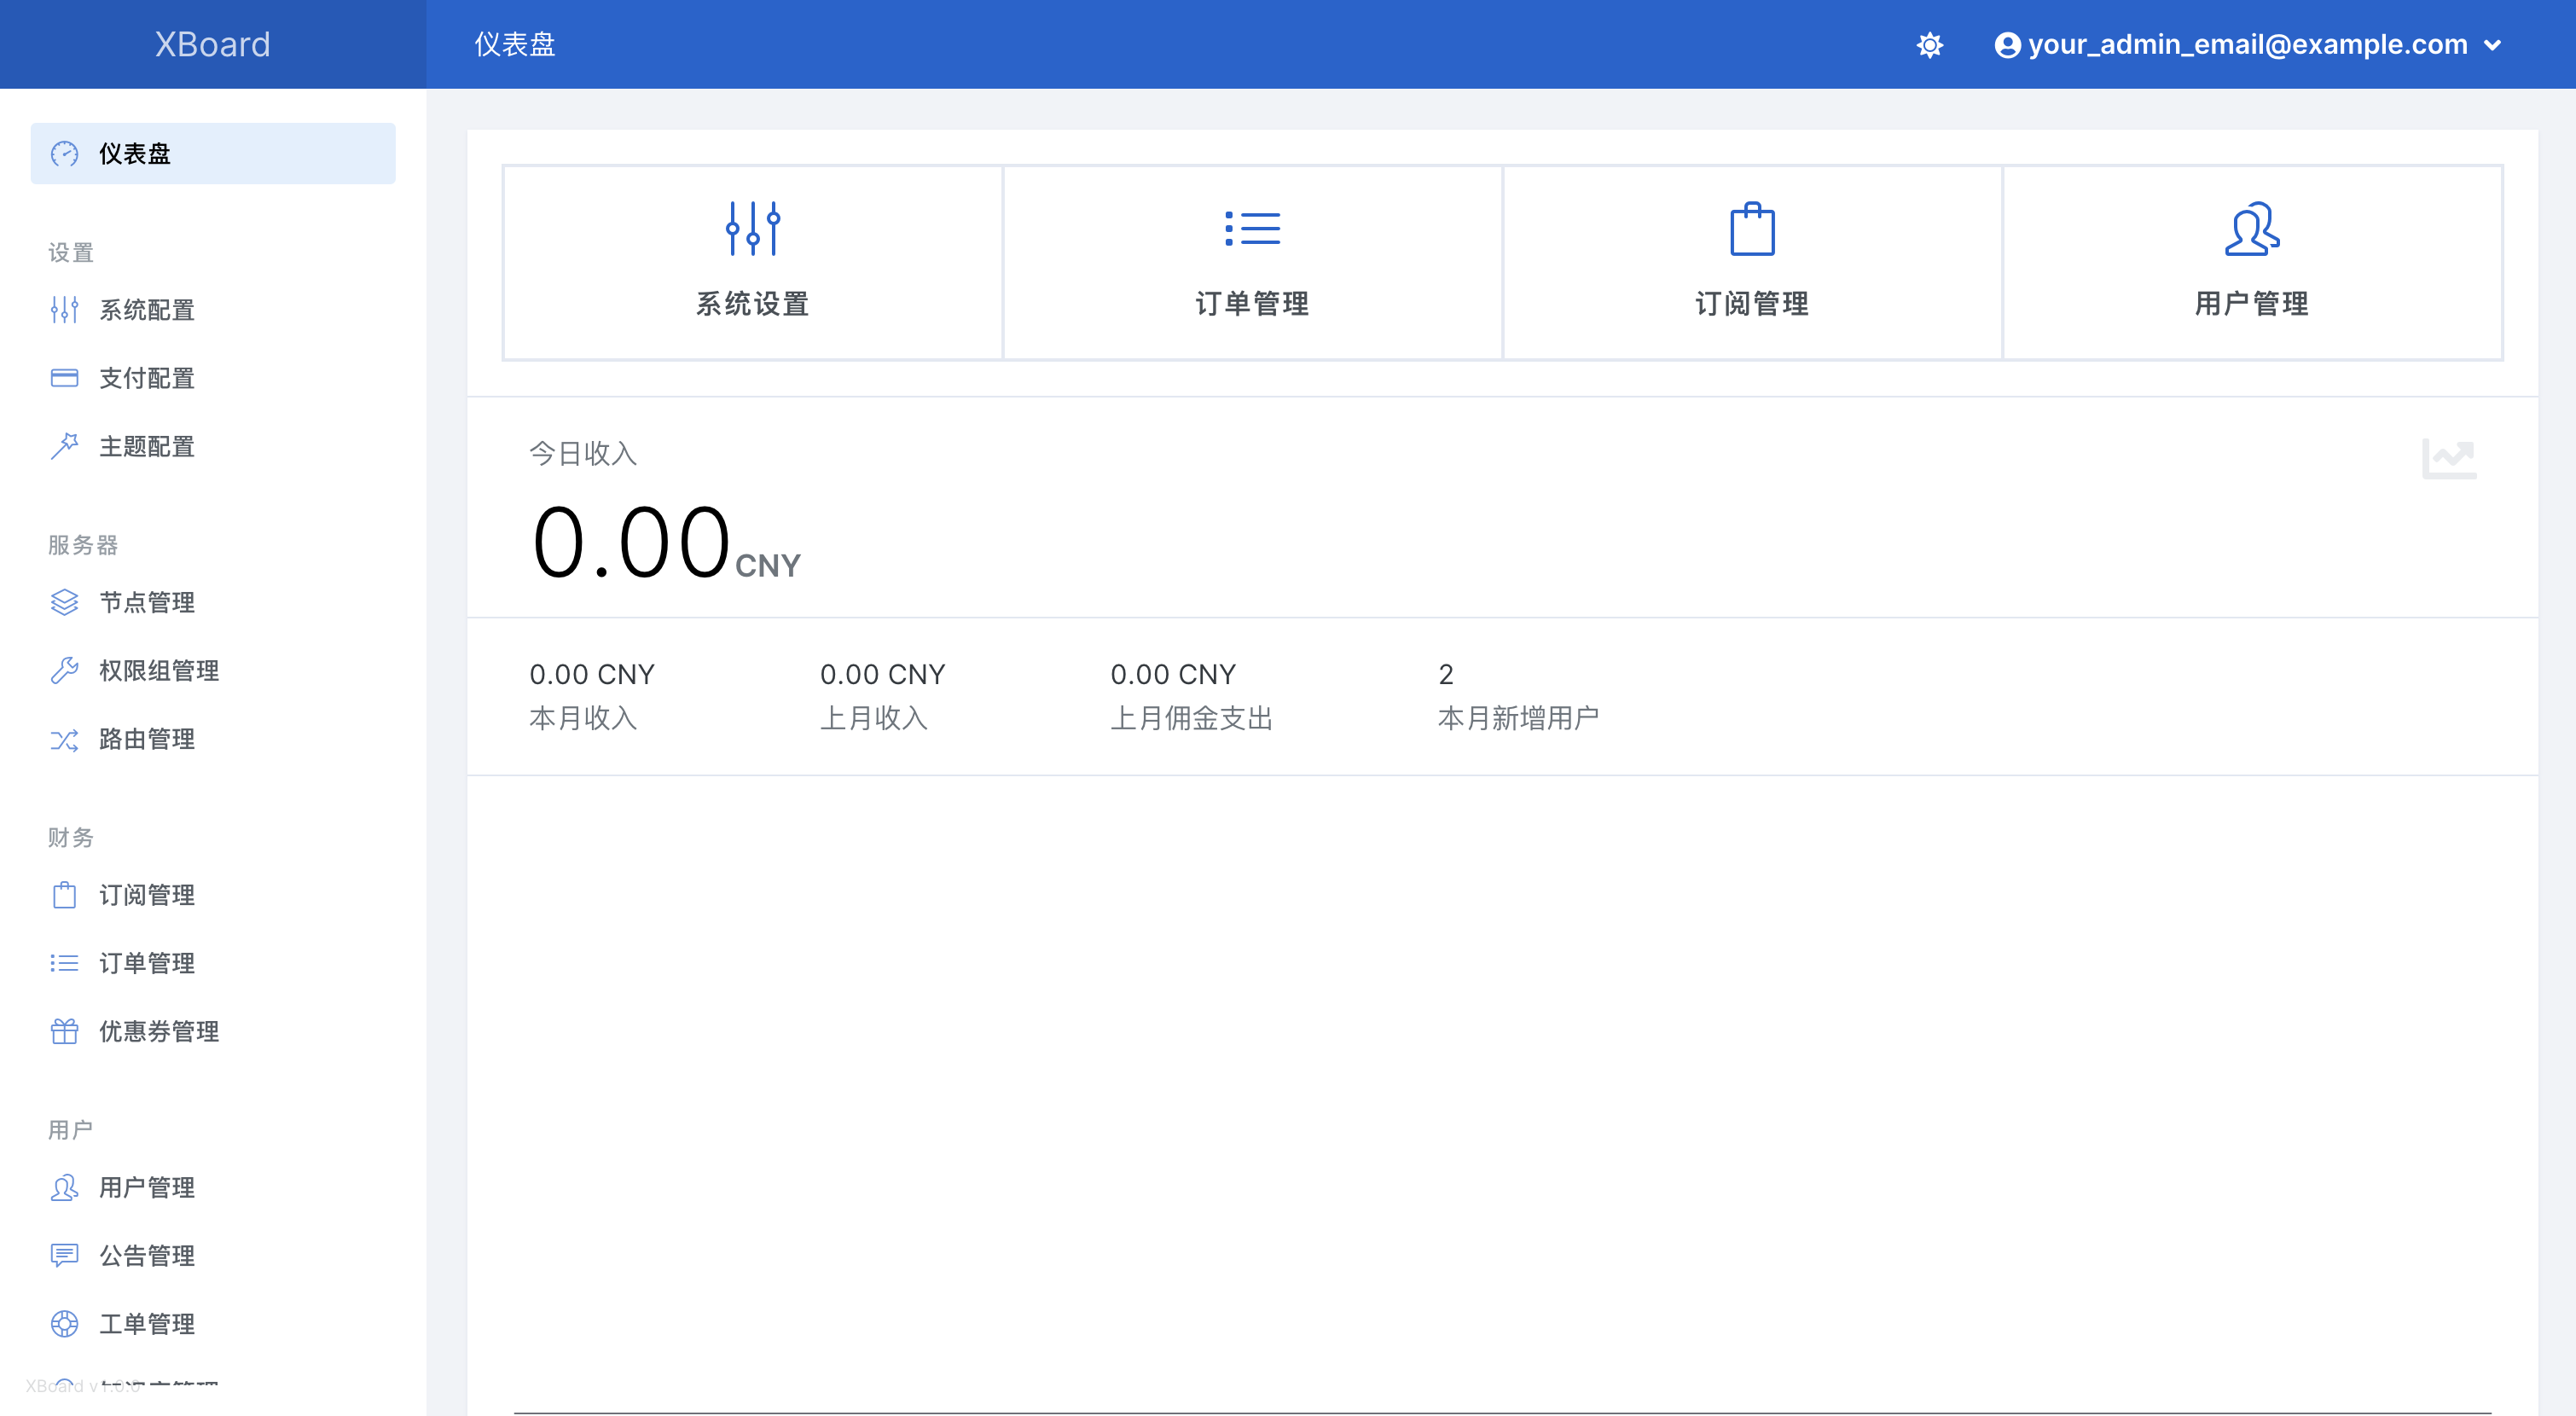 XBoard
仪表盘
your_admin_email@example.com
仪表盘
设置
系统配置
支付配置
主题配置
服务器
节点管理
权限组管理
路由管理
财务
订阅管理
订单管理
优惠券管理
用户
用户管理
公告管理
工单管理
XBoard v1.0.0
系统设置
订单管理
订阅管理
用户管理
今日收入
0.00 CNY
0.00 CNY
本月收入
0.00 CNY
上月收入
0.00 CNY
上月佣金支出
2
本月新增用户